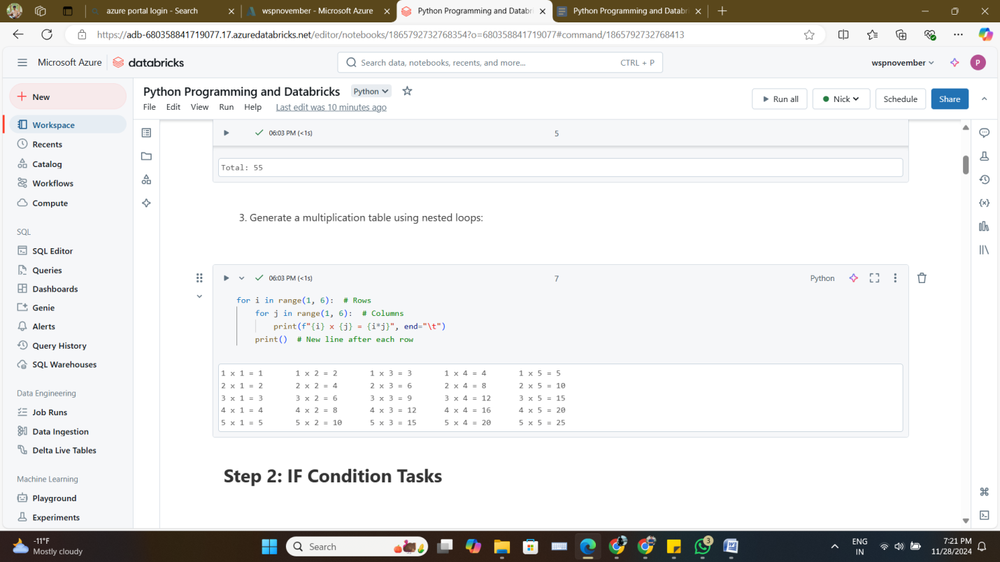 azure portal login - Search
wspnovember - Microsoft Azure
Python Programming and Databri
Python Programming and Databri
https://adb-680358841719077.17.azuredatabricks.net/editor/notebooks/1865792732768354?o=680358841719077#command/1865792732768413
Microsoft Azure
databricks
Search data, notebooks, recents, and more...
CTRL + P
wspnovember
P
New
Workspace
Recents
Catalog
Workflows
Compute
SQL
SQL Editor
Queries
Dashboards
Genie
Alerts
Query History
SQL Warehouses
Data Engineering
Job Runs
Data Ingestion
Delta Live Tables
Machine Learning
Playground
Experiments
Python Programming and Databricks
Python
File Edit View Run Help Last edit was 10 minutes ago
Run all
Nick
Schedule
Share
06:03 PM (<1s)
5
Total: 55
3. Generate a multiplication table using nested loops:
06:03 PM (<1s)
7
Python
for i in range(1, 6):  # Rows
    for j in range(1, 6):  # Columns
        print(f"{i} x {j} = {i*j}", end="\t")
    print()  # New line after each row
1 x 1 = 1 1 x 2 = 2 1 x 3 = 3 1 x 4 = 4 1 x 5 = 5
2 x 1 = 2 2 x 2 = 4 2 x 3 = 6 2 x 4 = 8 2 x 5 = 10
3 x 1 = 3 3 x 2 = 6 3 x 3 = 9 3 x 4 = 12 3 x 5 = 15
4 x 1 = 4 4 x 2 = 8 4 x 3 = 12 4 x 4 = 16 4 x 5 = 20
5 x 1 = 5 5 x 2 = 10 5 x 3 = 15 5 x 4 = 20 5 x 5 = 25
Step 2: IF Condition Tasks
-11°F
Mostly cloudy
Search
3
ENG
IN
7:21 PM
11/28/2024